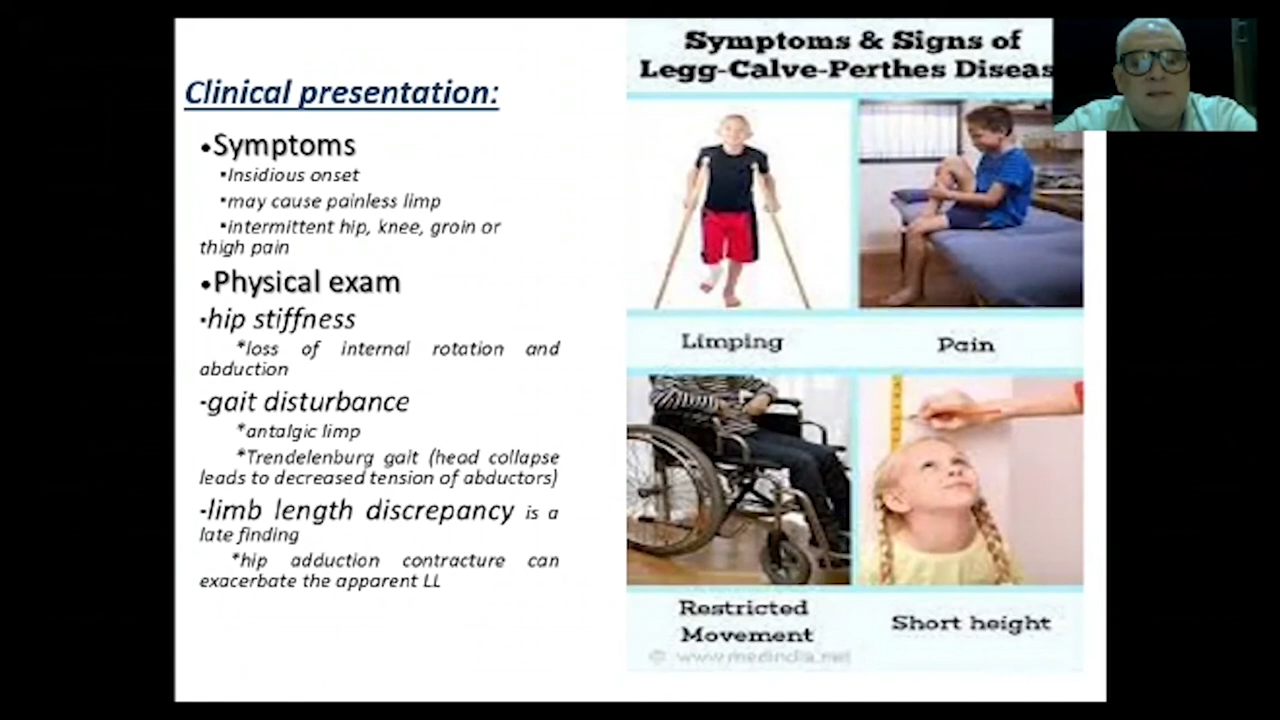 Clinical presentation:
•Symptoms
▪Insidious onset
▪may cause painless limp
▪intermittent hip, knee, groin or
thigh pain
•Physical exam
-hip stiffness
*loss of internal rotation and
abduction
-gait disturbance
*antalgic limp
*Trendelenburg gait (head collapse
leads to decreased tension of abductors)
-limb length discrepancy is a
late finding
*hip adduction contracture can
exacerbate the apparent LL
Symptoms & Signs of
Legg-Calve-Perthes Diseas
Limping
Pain
Restricted
Movement
Short height
© www.medindia.net